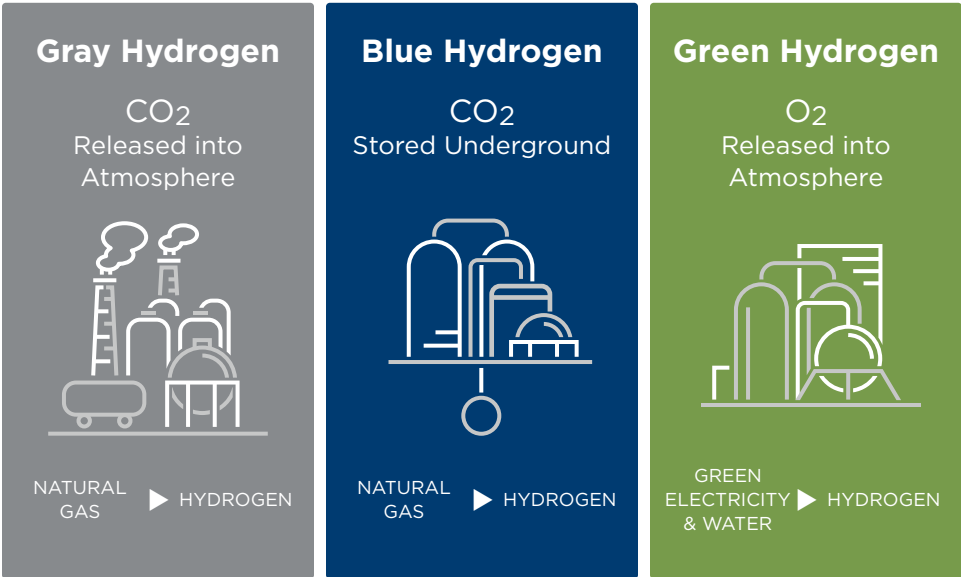 Gray Hydrogen
CO2
Released into
Atmosphere
NATURAL
GAS
HYDROGEN
Blue Hydrogen
CO2
Stored Underground
NATURAL
GAS
HYDROGEN
Green Hydrogen
O2
Released into
Atmosphere
GREEN
ELECTRICITY
& WATER
HYDROGEN